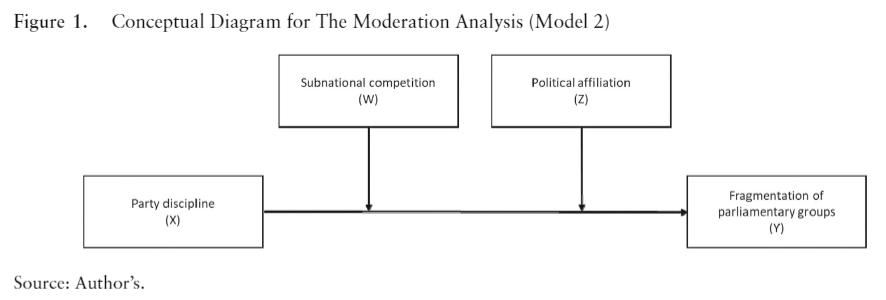 Figure 1. Conceptual Diagram for The Moderation Analysis (Model 2)
Subnational competition
(W)
Political affiliation
(Z)
Party discipline
(X)
Fragmentation of
parliamentary groups
(Y)
Source: Author’s.